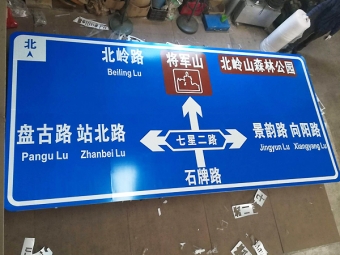 北
北岭路
Beiling Lu
将军山
北岭山森林公园
盘古路 站北路
Pangu Lu Zhanbei Lu
七星二路
景韵路 向阳路
Jingyun Lu Xiangyang Lu
石牌路